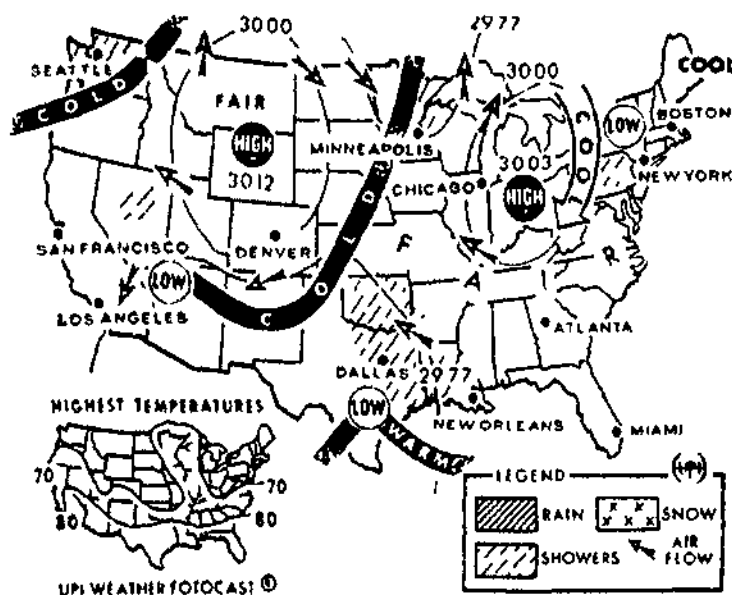 3000
2977
SEATTLE
COLD
FAIR
3000
COOL
HIGH
3012
MINNEAPOLIS
LOW
BOSTON
COO
NEW YORK
CHICAGO
3003
HIGH
SAN FRANCISCO
DENVER
COLD
F A  R
LOW
LOS ANGELES
ATLANTA
DALLAS
2977
HIGHEST TEMPERATURES
LOW
NEW ORLEANS
MIAMI
WARM
70
70
80
80
LEGEND
UPI
RAIN
SNOW
SHOWERS
AIR
FLOW
UPI WEATHER FOTOCAST ®